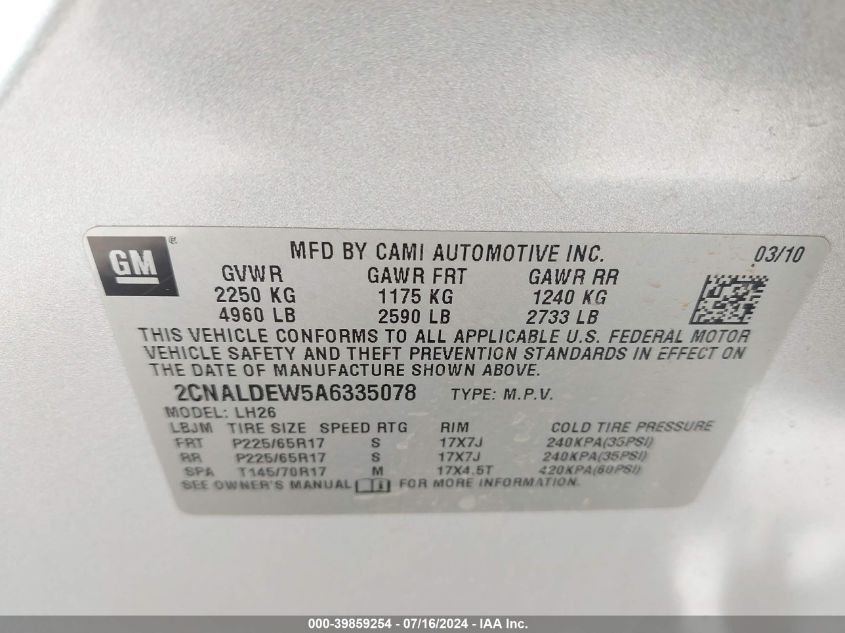 GM®
MFD BY CAMI AUTOMOTIVE INC. 03/10
GVWR GAWR FRT GAWR RR
2250 KG 1175 KG 1240 KG
4960 LB 2590 LB 2733 LB
THIS VEHICLE CONFORMS TO ALL APPLICABLE U.S. FEDERAL MOTOR
VEHICLE SAFETY AND THEFT PREVENTION STANDARDS IN EFFECT ON
THE DATE OF MANUFACTURE SHOWN ABOVE.
2CNALDEW5A6335078 TYPE: M.P.V.
MODEL: LH26
LBJM TIRE SIZE SPEED RTG RIM COLD TIRE PRESSURE
FRT P225/65R17 S 17X7J 240KPA(35PSI)
RR P225/65R17 S 17X7J 240KPA(35PSI)
SPA T145/70R17 M 17X4.5T 420KPA(60PSI)
SEE OWNER'S MANUAL FOR MORE INFORMATION.
000-39859254 - 07/16/2024 - IAA Inc.